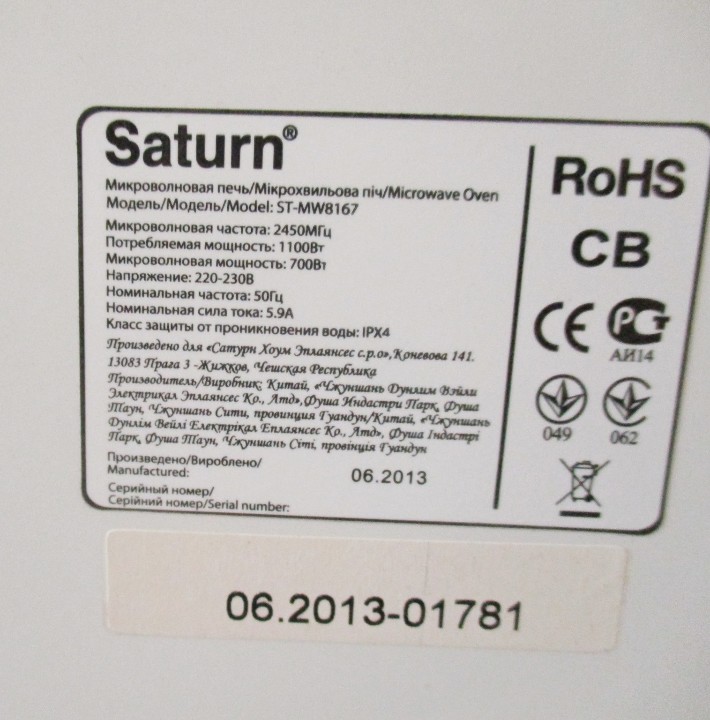 Saturn®
Микроволновая печь/Мікрохвильова піч/Microwave Oven
Модель/Модель/Model: ST-MW8167
Микроволновая частота: 2450МГц
Потребляемая мощность: 1100Вт
Микроволновая мощность: 700Вт
Напряжение: 220-230В
Номинальная частота: 50Гц
Номинальная сила тока: 5.9А
Класс защиты от проникновения воды: IPX4
Произведено для «Сатурн Хоум Эплаянсес с.р.о», Коневова 141.
13083 Прага 3 -Жижков, Чешская Республика
Производитель/Виробник: Китай, «Чжуншань Дунлим Вэйли
Электрикал Эплаянсес Ко., Лтд», Фуша Индастри Парк, Фуша
Таун, Чжуншань Сити, провинция Гуандун/Китай, «Чжуншань
Дунлім Вейлі Електрікал Еплаянсес Ко., Лтд», Фуша Індастрі
Парк, Фуша Таун, Чжуншань Сіті, провінція Гуандун
Произведено/Вироблено/
Manufactured: 06.2013
Серийный номер/
Серійний номер/Serial number:
RoHS
CB
CE РСТ
АИ14
049 062
06.2013-01781